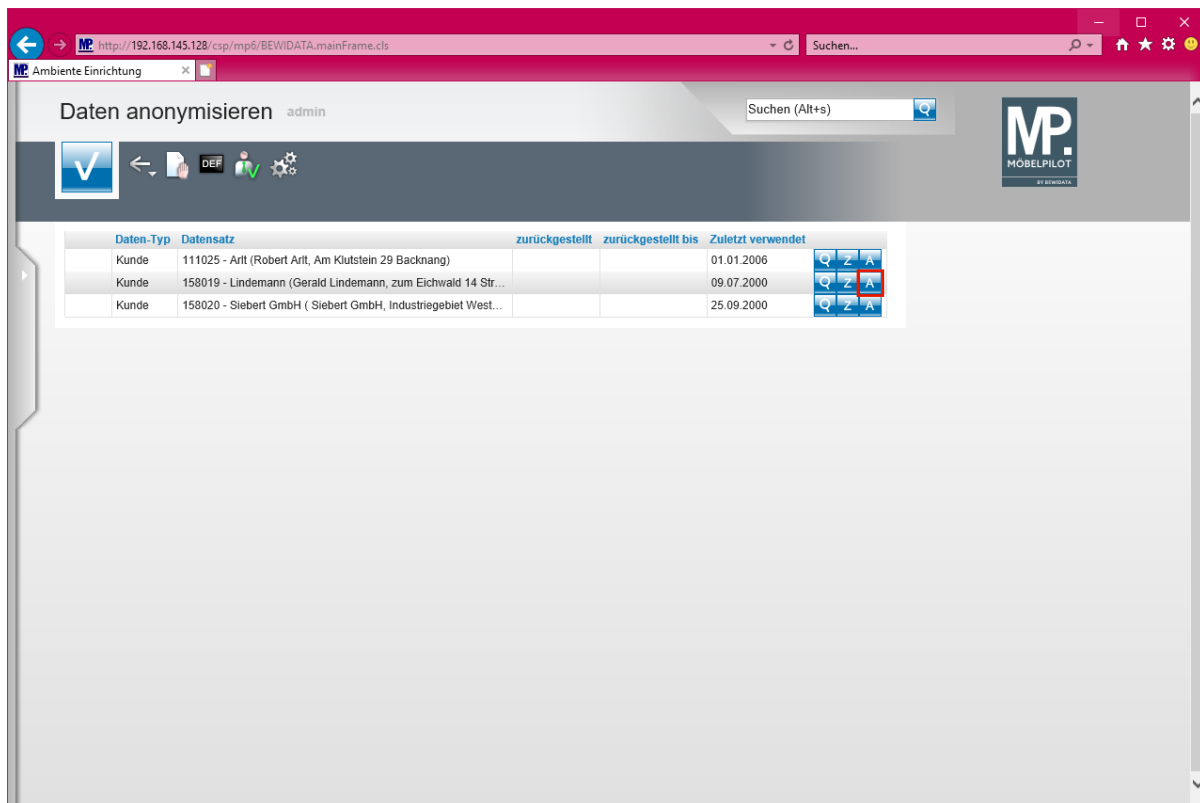 http://192.168.145.128/csp/mp6/BEWIDATA.mainFrame.cls
Suchen...
MP. Ambiente Einrichtung
Daten anonymisieren admin
Suchen (Alt+s)
MP.
MÖBELPILOT
BY BEWIDATA
DEF
Daten-Typ Datensatz zurückgestellt zurückgestellt bis Zuletzt verwendet
Kunde 111025 - Arlt (Robert Arlt, Am Klutstein 29 Backnang) 01.01.2006 Q Z A
Kunde 158019 - Lindemann (Gerald Lindemann, zum Eichwald 14 Str... 09.07.2000 Q Z A
Kunde 158020 - Siebert GmbH ( Siebert GmbH, Industriegebiet West... 25.09.2000 Q Z A